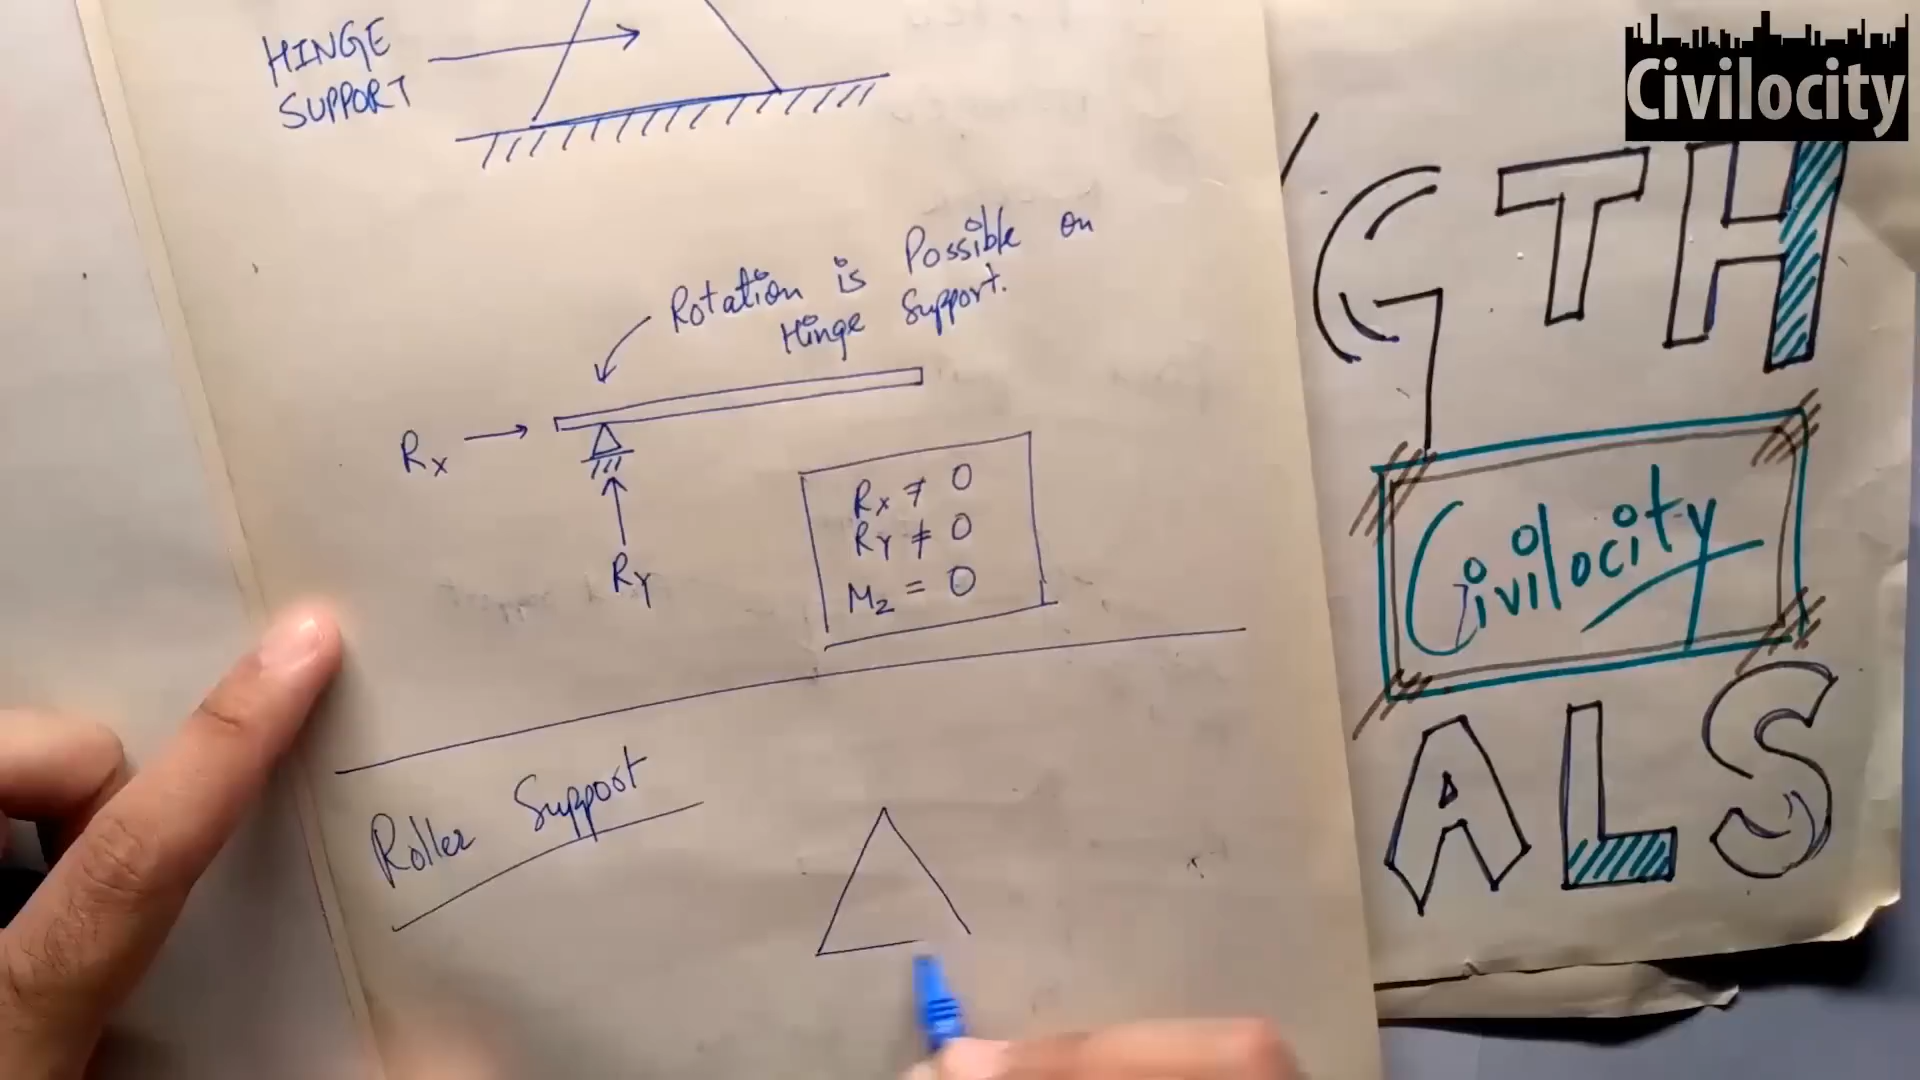 HINGE
SUPPORT
Rotation is Possible on
Hinge Support.
Rx
RY
Rx ≠ 0
RY ≠ 0
Mz = 0
Roller Support
Civilocity
GTH
Civilocity
ALS